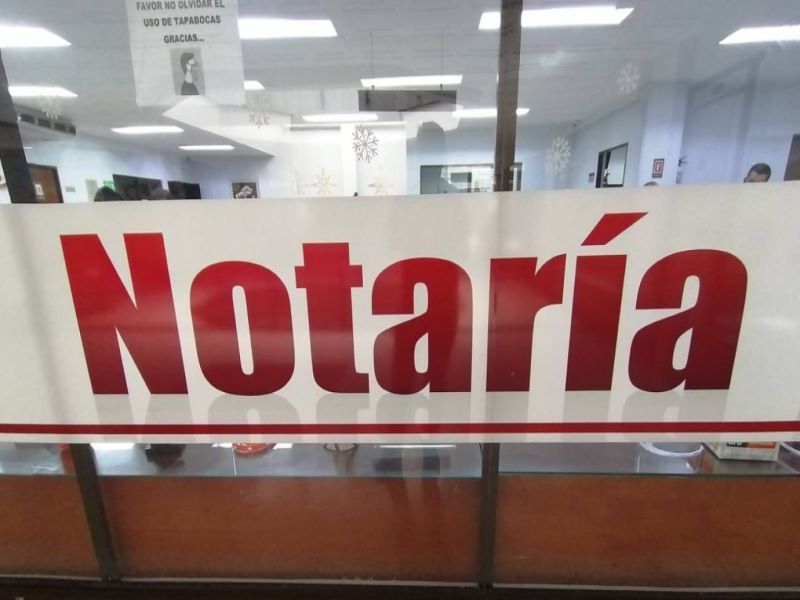 FAVOR NO OLVIDAR EL
USO DE TAPABOCAS
GRACIAS...
Notaría